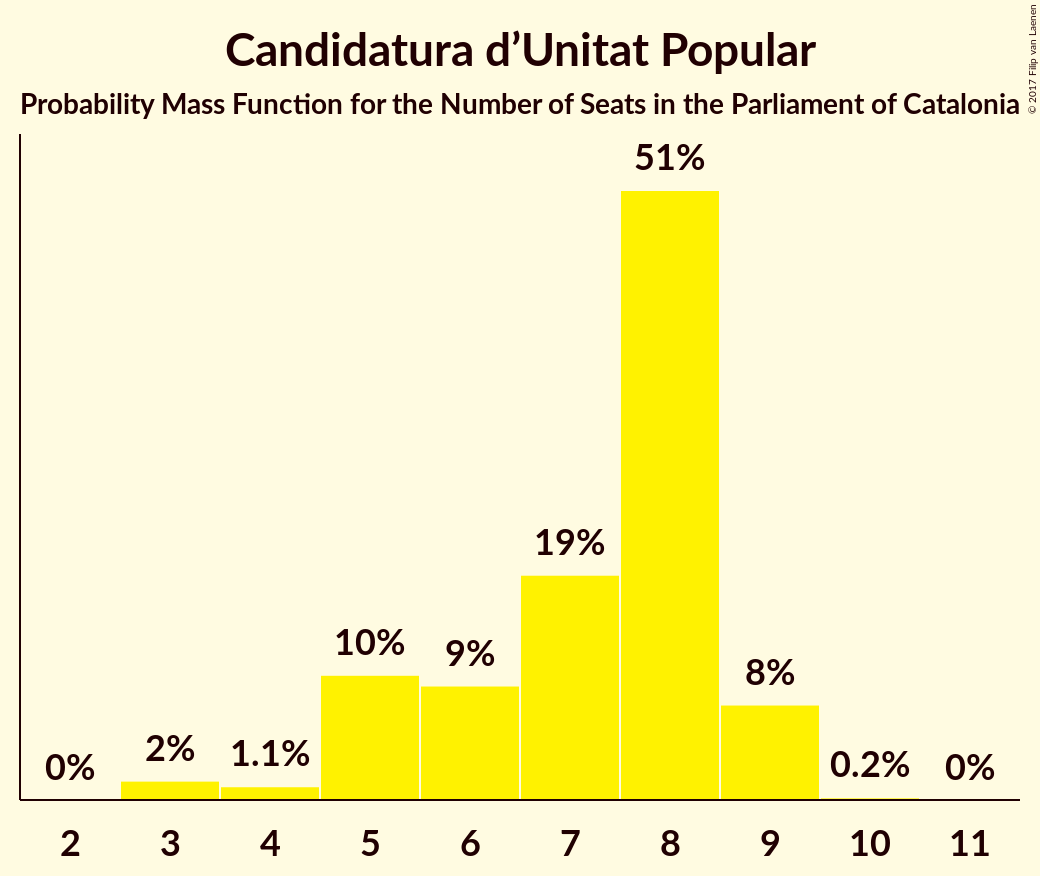 Candidatura d’Unitat Popular
Probability Mass Function for the Number of Seats in the Parliament of Catalonia
© 2017 Filip van Laenen
51%
19%
10%
9%
8%
2%
1.1%
0%
0.2%
0%
2 3 4 5 6 7 8 9 10 11